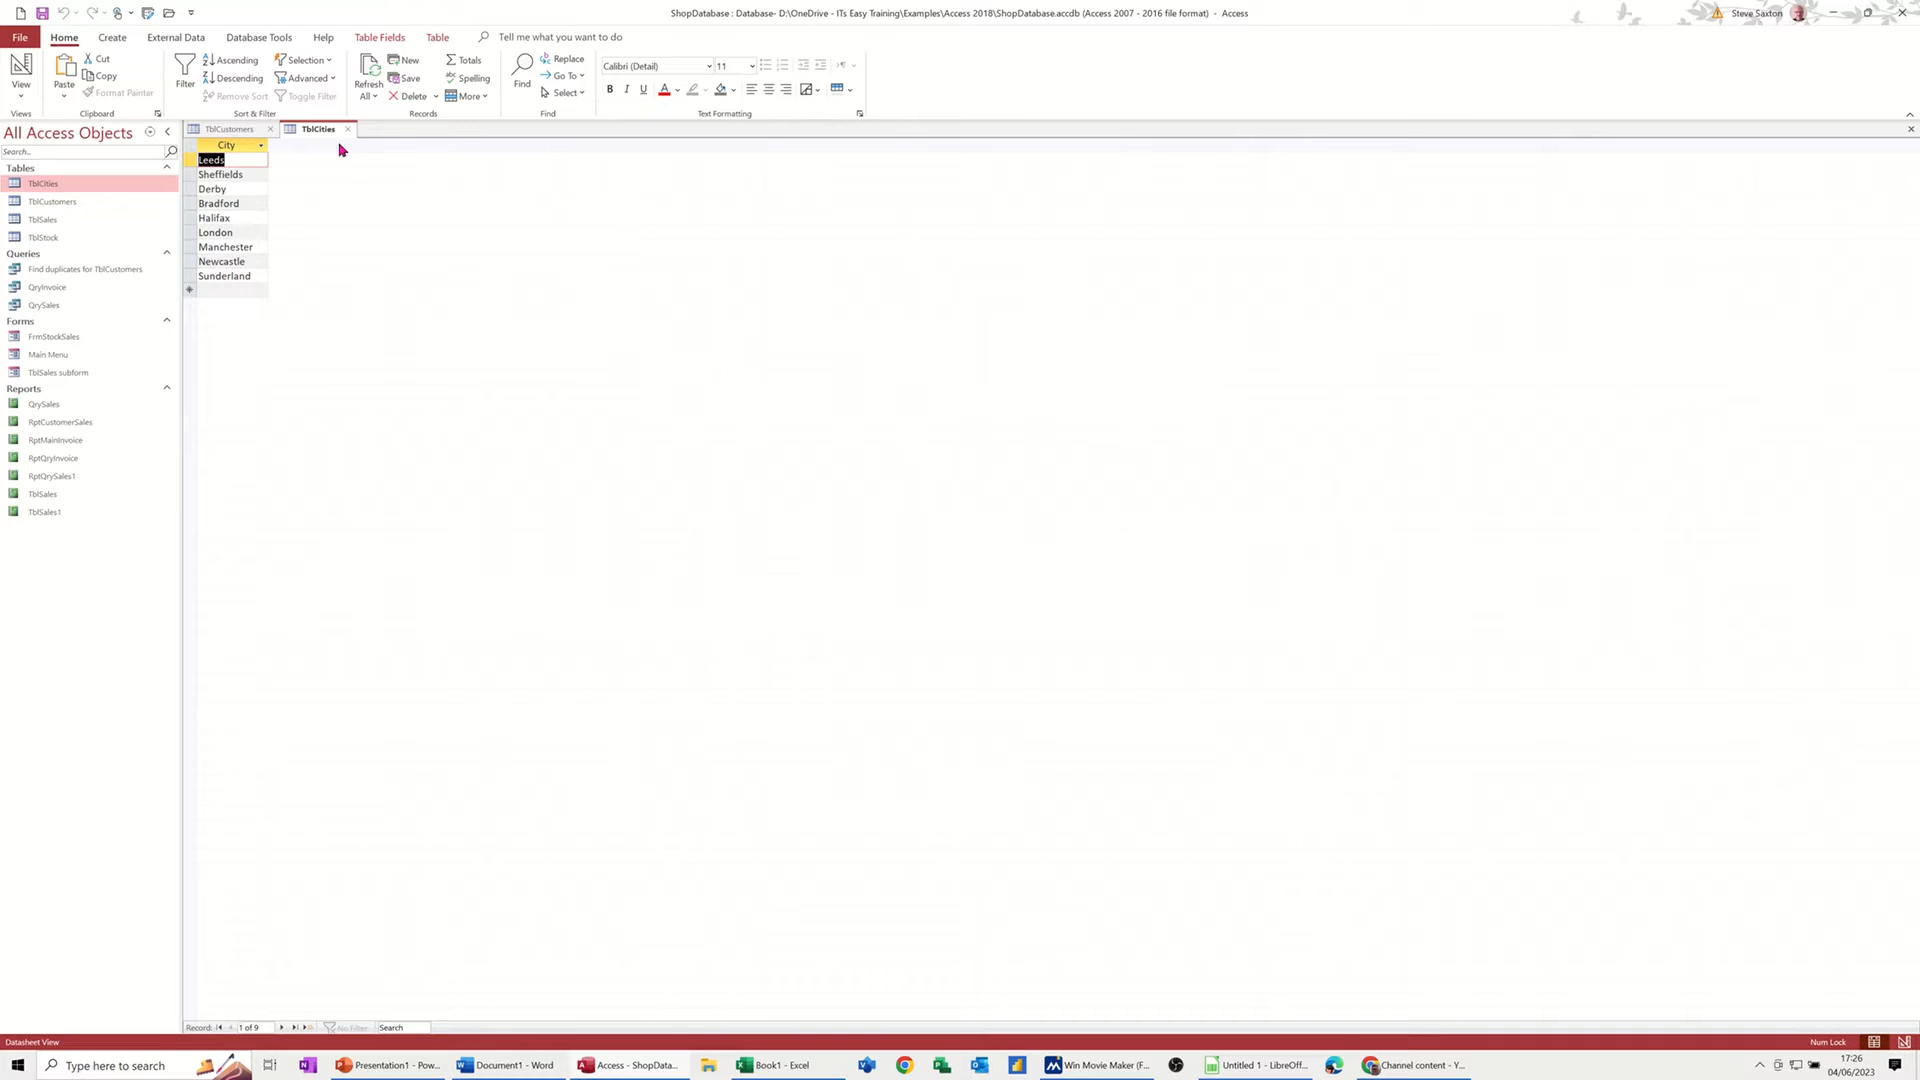 ShopDatabase : Database- D:\OneDrive - ITs Easy Training\Examples\Access 2018\ShopDatabase.accdb (Access 2007 - 2016 file format) - Access
Steve Saxton
File Home Create External Data Database Tools Help Table Fields Table Tell me what you want to do
View
Views
Paste
Cut
Copy
Format Painter
Clipboard
Filter
Ascending
Descending
Remove Sort
Selection
Advanced
Toggle Filter
Sort & Filter
Refresh
All
New
Save
Delete
Totals
Spelling
More
Records
Find
Replace
Go To
Select
Find
Calibri (Detail) 11
B I U A
Text Formatting
All Access Objects
Search...
Tables
TblCities
TblCustomers
TblSales
TblStock
Queries
Find duplicates for TblCustomers
QryInvoice
QrySales
Forms
FrmStockSales
Main Menu
TblSales subform
Reports
QrySales
RptCustomerSales
RptMainInvoice
RptQryInvoice
RptQrySales1
TblSales
TblSales1
TblCustomers TblCities
City
Leeds
Sheffields
Derby
Bradford
Halifax
London
Manchester
Newcastle
Sunderland
Record: 1 of 9 No Filter Search
Datasheet View Num Lock
Type here to search
Presentation1 - Pow...
Document1 - Word
Access - ShopData...
Book1 - Excel
Win Movie Maker (F...
Untitled 1 - LibreOff...
Channel content - Y...
17:26
04/06/2023